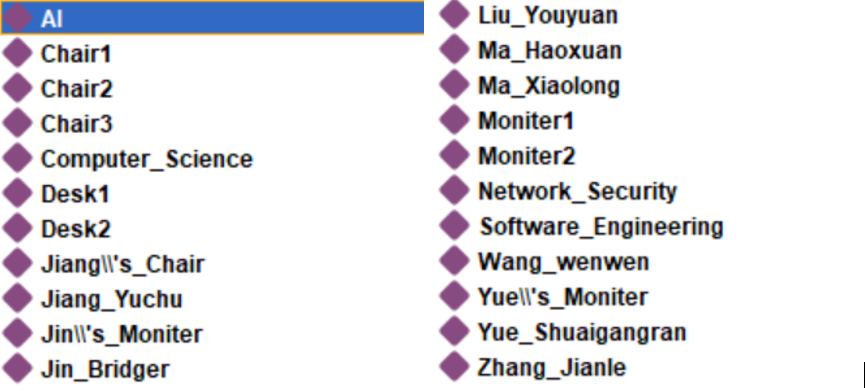 AI
Chair1
Chair2
Chair3
Computer_Science
Desk1
Desk2
Jiang\\'s_Chair
Jiang_Yuchu
Jin\\'s_Moniter
Jin_Bridger
Liu_Youyuan
Ma_Haoxuan
Ma_Xiaolong
Moniter1
Moniter2
Network_Security
Software_Engineering
Wang_wenwen
Yue\\'s_Moniter
Yue_Shuaigangran
Zhang_Jianle